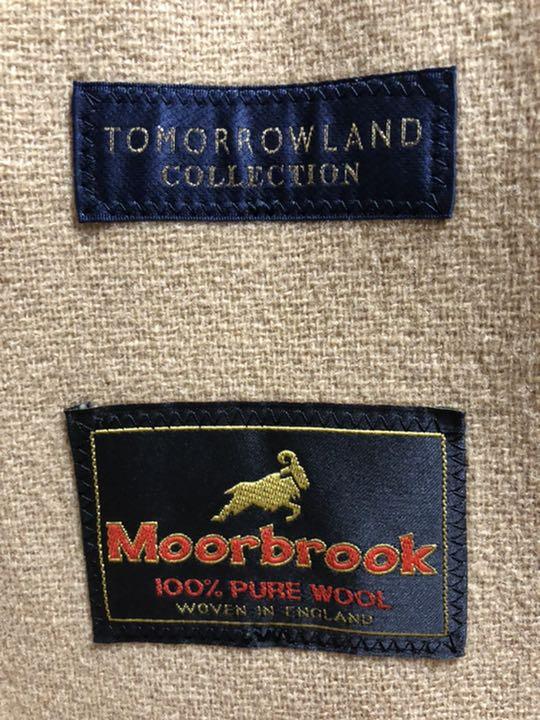 TOMORROWLAND
COLLECTION
Moorbrook
100% PURE WOOL
WOVEN IN ENGLAND